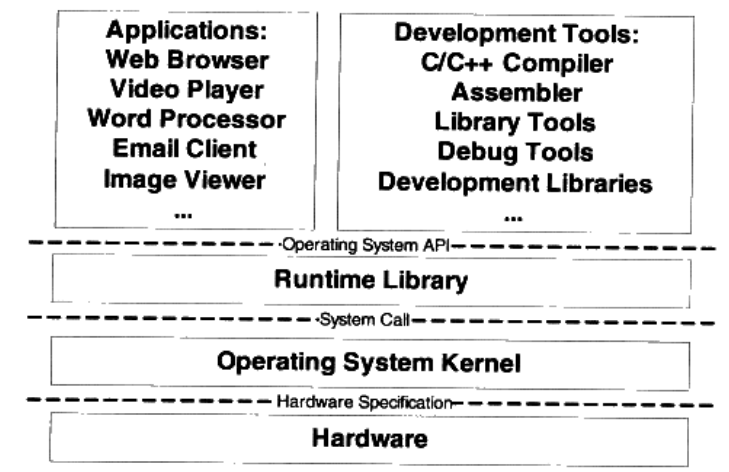 Applications:
Web Browser
Video Player
Word Processor
Email Client
Image Viewer
...
Development Tools:
C/C++ Compiler
Assembler
Library Tools
Debug Tools
Development Libraries
...
Operating System API
Runtime Library
System Call
Operating System Kernel
Hardware Specification
Hardware